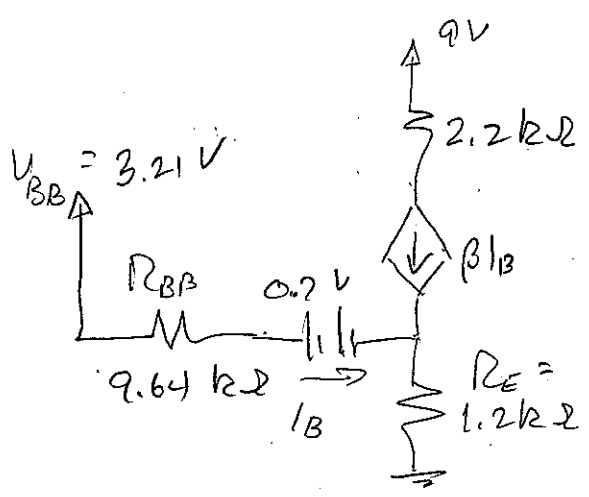 9V
2.2kΩ
V_BB = 3.21 V
βI_B
R_BB
0.7 V
9.64 kΩ
I_B
R_E =
1.2kΩ